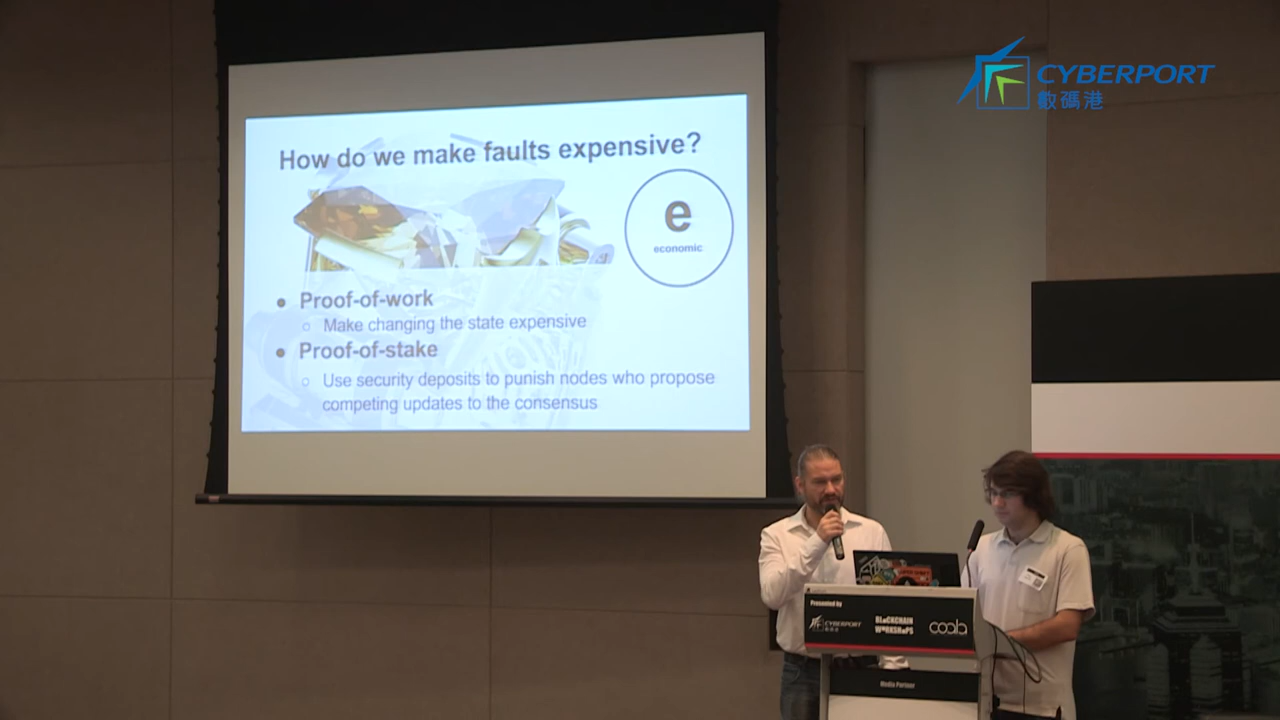 CYBERPORT
數碼港
How do we make faults expensive?
e
economic
● Proof-of-work
○ Make changing the state expensive
● Proof-of-stake
○ Use security deposits to punish nodes who propose
competing updates to the consensus
Presented by
CYBERPORT
BLOCKCHAIN
WORKSHOPS
coala
Media Partner